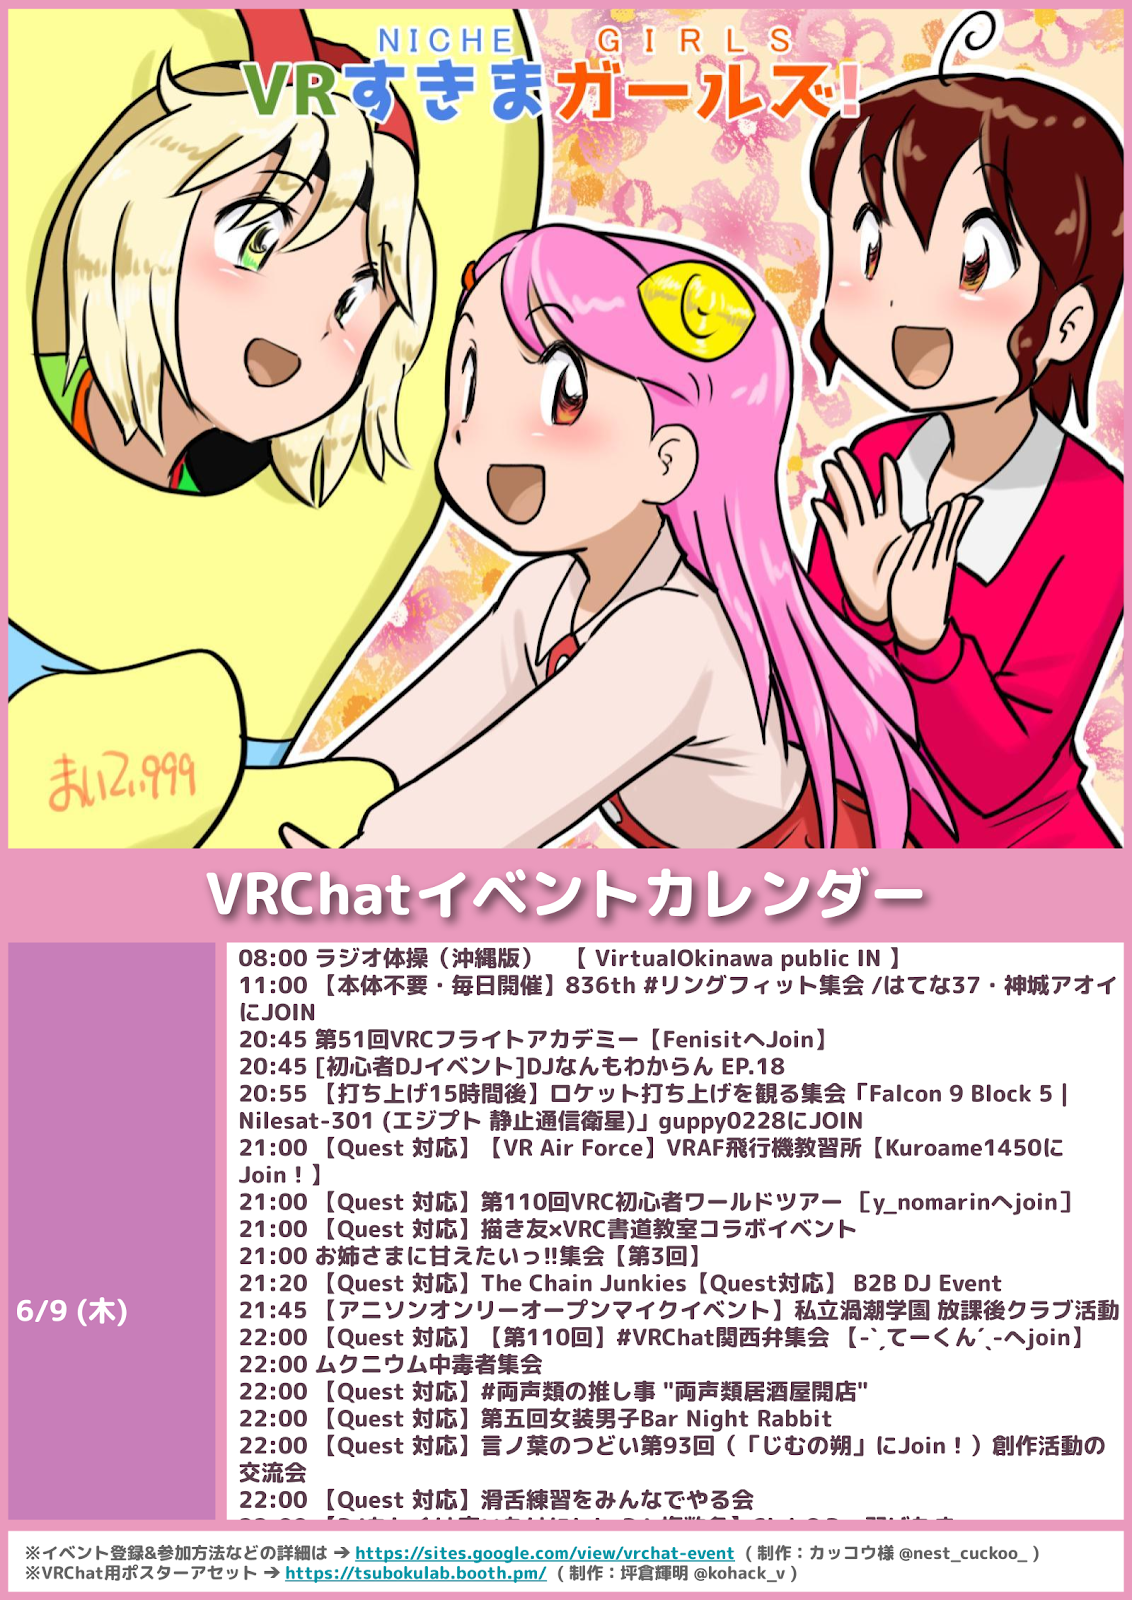 NICHE GIRLS
VRすきまガールズ!
まいてぃ999
VRChatイベントカレンダー
6/9 (木)
08:00 ラジオ体操（沖縄版）　【 VirtualOkinawa public IN 】
11:00 【本体不要・毎日開催】836th #リングフィット集会 /はてな37・神城アオイ
にJOIN
20:45 第51回VRCフライトアカデミー【FenisitへJoin】
20:45 [初心者DJイベント]DJなんもわからん EP.18
20:55 【打ち上げ15時間後】ロケット打ち上げを観る集会「Falcon 9 Block 5 |
Nilesat-301 (エジプト 静止通信衛星)」guppy0228にJOIN
21:00 【Quest 対応】【VR Air Force】VRAF飛行機教習所【Kuroame1450に
Join！】
21:00 【Quest 対応】第110回VRC初心者ワールドツアー ［y_nomarinへjoin］
21:00 【Quest 対応】描き友×VRC書道教室コラボイベント
21:00 お姉さまに甘えたいっ!!集会【第3回】
21:20 【Quest 対応】The Chain Junkies【Quest対応】 B2B DJ Event
21:45 【アニソンオンリーオープンマイクイベント】私立渦潮学園 放課後クラブ活動
22:00 【Quest 対応】【第110回】#VRChat関西弁集会 【-`ˏてーくん´ˎ-へjoin】
22:00 ムクニウム中毒者集会
22:00 【Quest 対応】#両声類の推し事 "両声類居酒屋開店"
22:00 【Quest 対応】第五回女装男子Bar Night Rabbit
22:00 【Quest 対応】言ノ葉のつどい第93回（「じむの朔」にJoin！）創作活動の
交流会
22:00 【Quest 対応】滑舌練習をみんなでやる会
※イベント登録&参加方法などの詳細は ➔ https://sites.google.com/view/vrchat-event （ 制作：カッコウ様 @nest_cuckoo_ ）
※VRChat用ポスターアセット ➔ https://tsubokulab.booth.pm/ （ 制作：坪倉輝明 @kohack_v ）